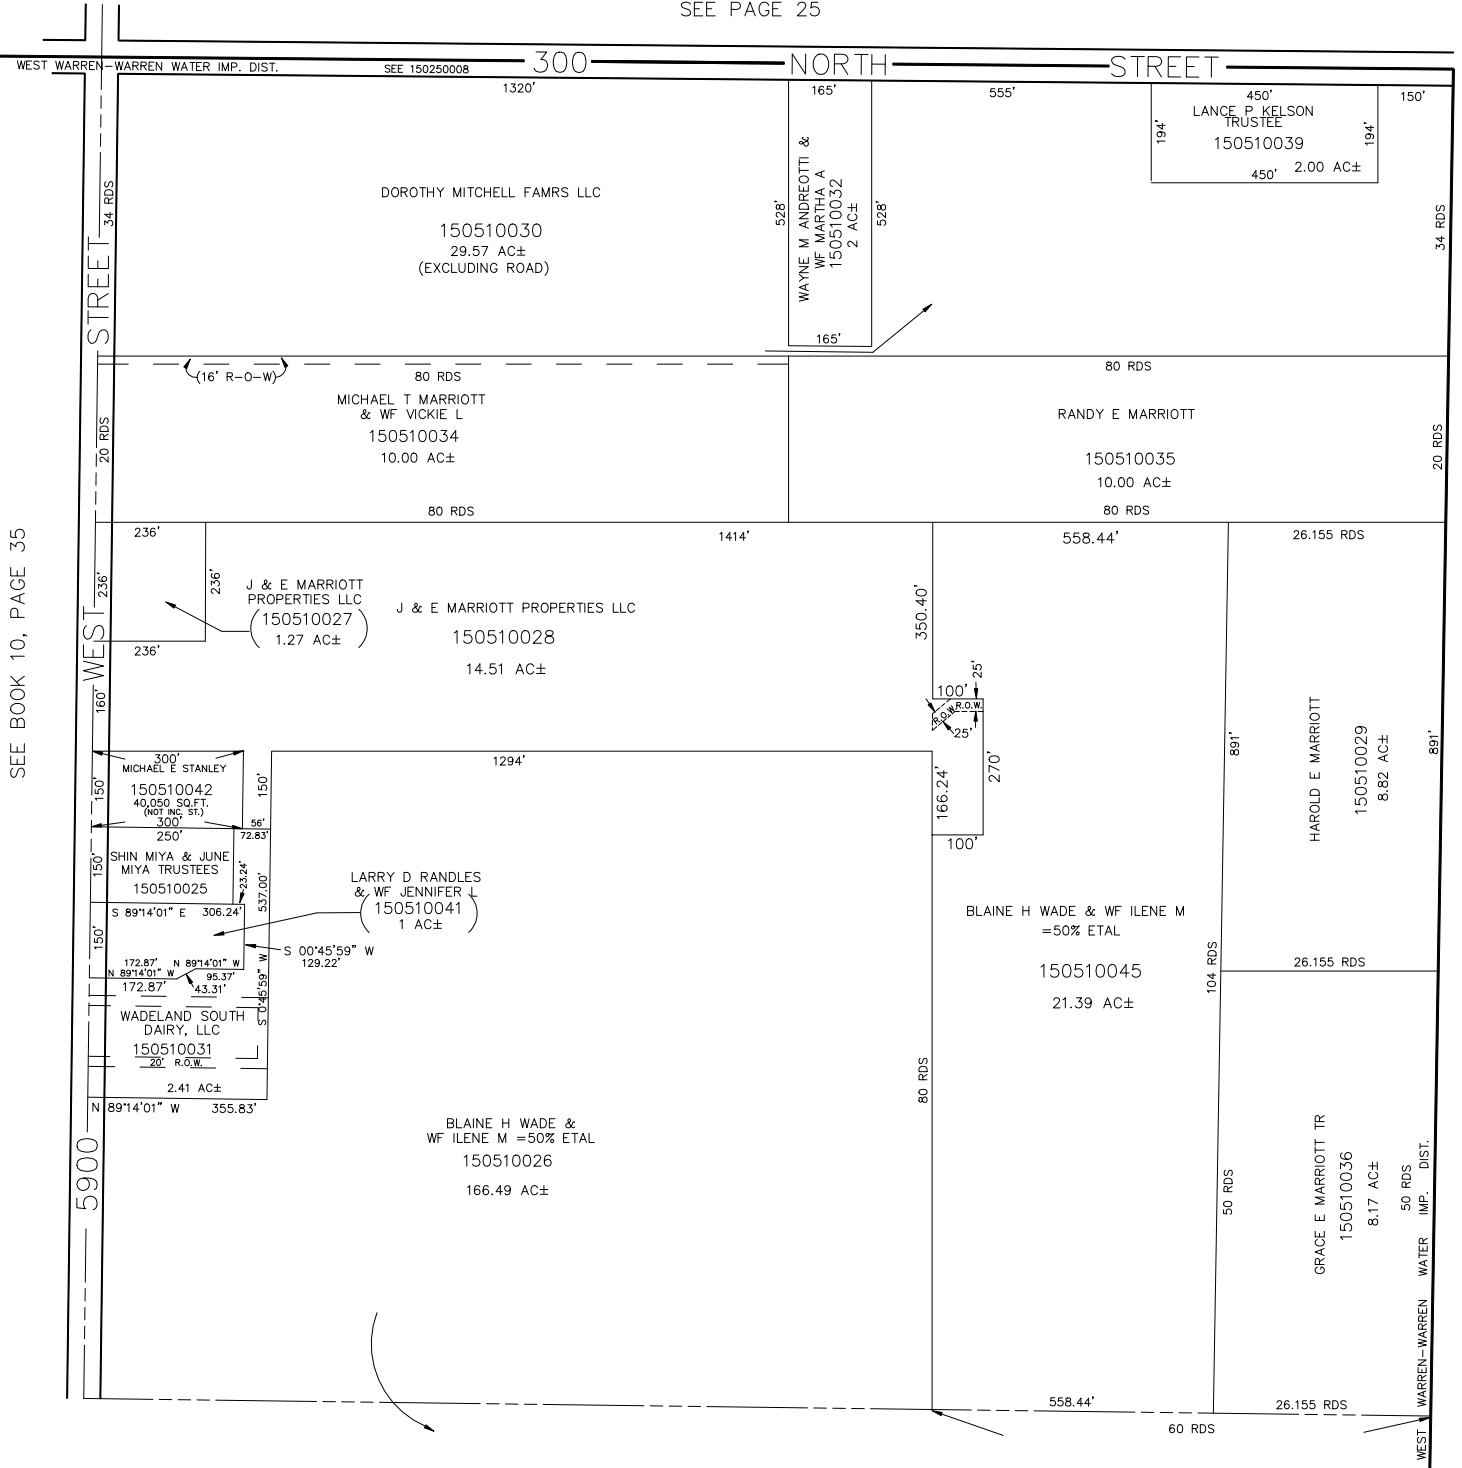 SEE PAGE 25
WEST WARREN-WARREN WATER IMP. DIST.
SEE 150250008
300 NORTH STREET
1320'
165'
555'
450'
150'
LANCE P KELSON
TRUSTEE
150510039
2.00 AC±
194'
194'
450'
34 RDS
DOROTHY MITCHELL FAMRS LLC
150510030
29.57 AC±
(EXCLUDING ROAD)
528'
WAYNE M ANDREOTTI &
WF MARTHA A
150510032
2 AC±
528'
165'
34 RDS
(16' R-O-W)
80 RDS
80 RDS
MICHAEL T MARRIOTT
& WF VICKIE L
150510034
10.00 AC±
20 RDS
80 RDS
RANDY E MARRIOTT
150510035
10.00 AC±
20 RDS
80 RDS
SEE BOOK 10, PAGE 35
5900 WEST STREET
236'
236'
236'
236'
J & E MARRIOTT
PROPERTIES LLC
(150510027)
1.27 AC±
1414'
J & E MARRIOTT PROPERTIES LLC
150510028
14.51 AC±
160'
558.44'
26.155 RDS
350.40'
100'
25'
R.O.W.
R.O.W.
25'
270'
166.24'
100'
891'
HAROLD E MARRIOTT
150510029
8.82 AC±
891'
300'
MICHAEL E STANLEY
150510042
40,050 SQ.FT.
(NOT INC. ST.)
300'
150'
150'
56'
1294'
250'
72.83'
SHIN MIYA & JUNE
MIYA TRUSTEES
150510025
150'
23.24'
537.00'
LARRY D RANDLES
& WF JENNIFER L
(150510041)
1 AC±
S 89°14'01" E 306.24'
150'
S 00°45'59" W
129.22'
172.87' N 89°14'01" W
N 89°14'01" W 95.37'
172.87' 43.31'
S 0°45'59" W
WADELAND SOUTH
DAIRY, LLC
150510031
20' R.O.W.
2.41 AC±
N 89°14'01" W 355.83'
BLAINE H WADE & WF ILENE M
=50% ETAL
150510045
21.39 AC±
104 RDS
26.155 RDS
80 RDS
BLAINE H WADE &
WF ILENE M =50% ETAL
150510026
166.49 AC±
50 RDS
GRACE E MARRIOTT TR
150510036
8.17 AC±
50 RDS
WEST WARREN-WARREN WATER IMP. DIST.
558.44'
26.155 RDS
60 RDS